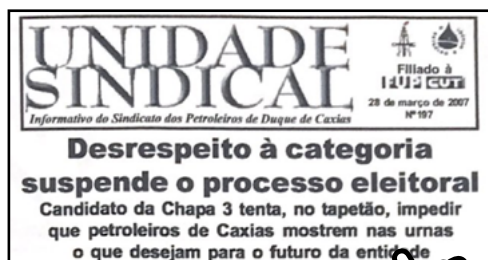 UNIDADE
SINDICAL
Informativo do Sindicato dos Petroleiros de Duque de Caxias
Filiado à
FUP CUT
28 de março de 2007
Nº 197
Desrespeito à categoria
suspende o processo eleitoral
Candidato da Chapa 3 tenta, no tapetão, impedir
que petroleiros de Caxias mostrem nas urnas
o que desejam para o futuro da entidade